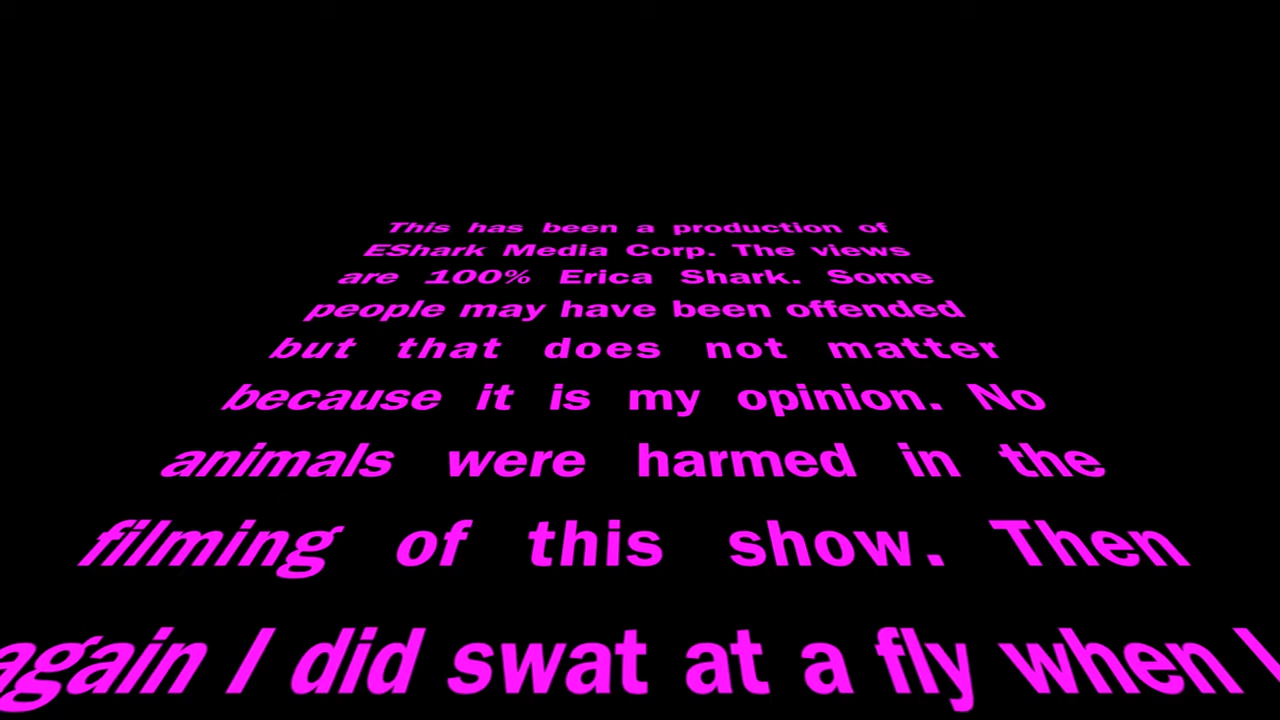 This has been a production of
EShark Media Corp. The views
are 100% Erica Shark. Some
people may have been offended
but that does not matter
because it is my opinion. No
animals were harmed in the
filming of this show. Then
again I did swat at a fly when I